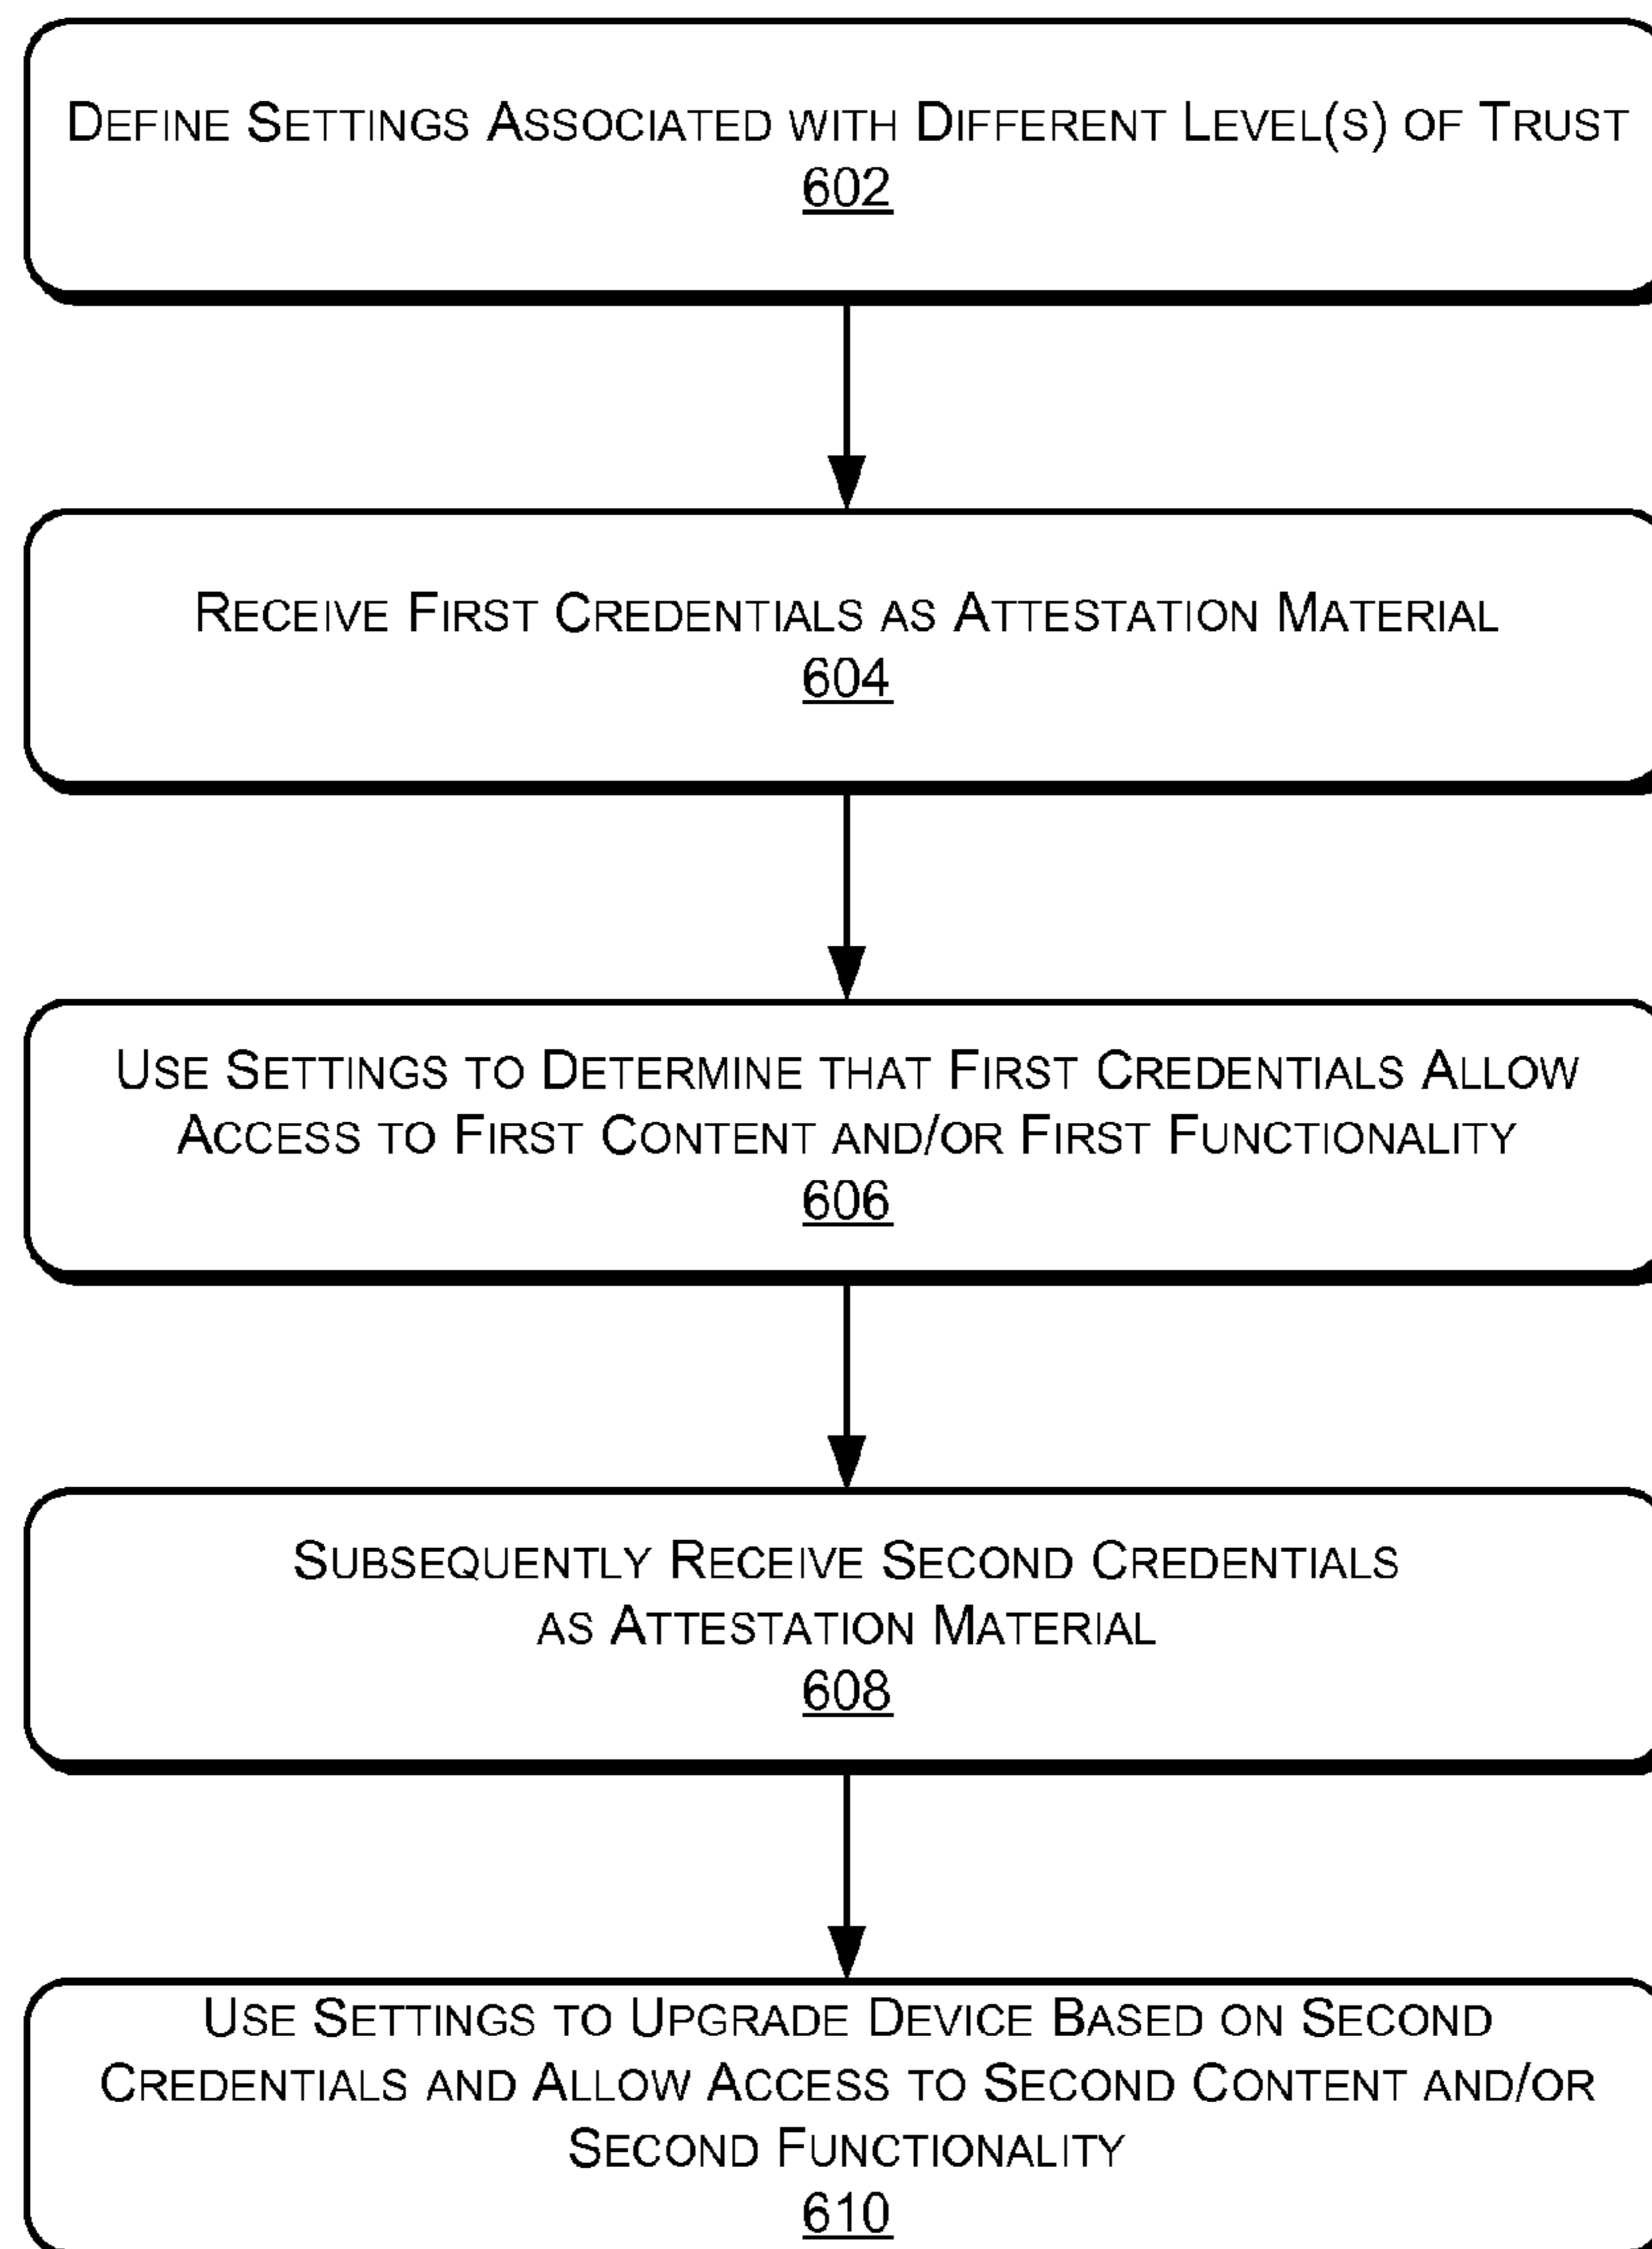 Define Settings Associated with Different Level(s) of Trust
602
Receive First Credentials as Attestation Material
604
Use Settings to Determine that First Credentials Allow
Access to First Content and/or First Functionality
606
Subsequently Receive Second Credentials
as Attestation Material
608
Use Settings to Upgrade Device Based on Second
Credentials and Allow Access to Second Content and/or
Second Functionality
610